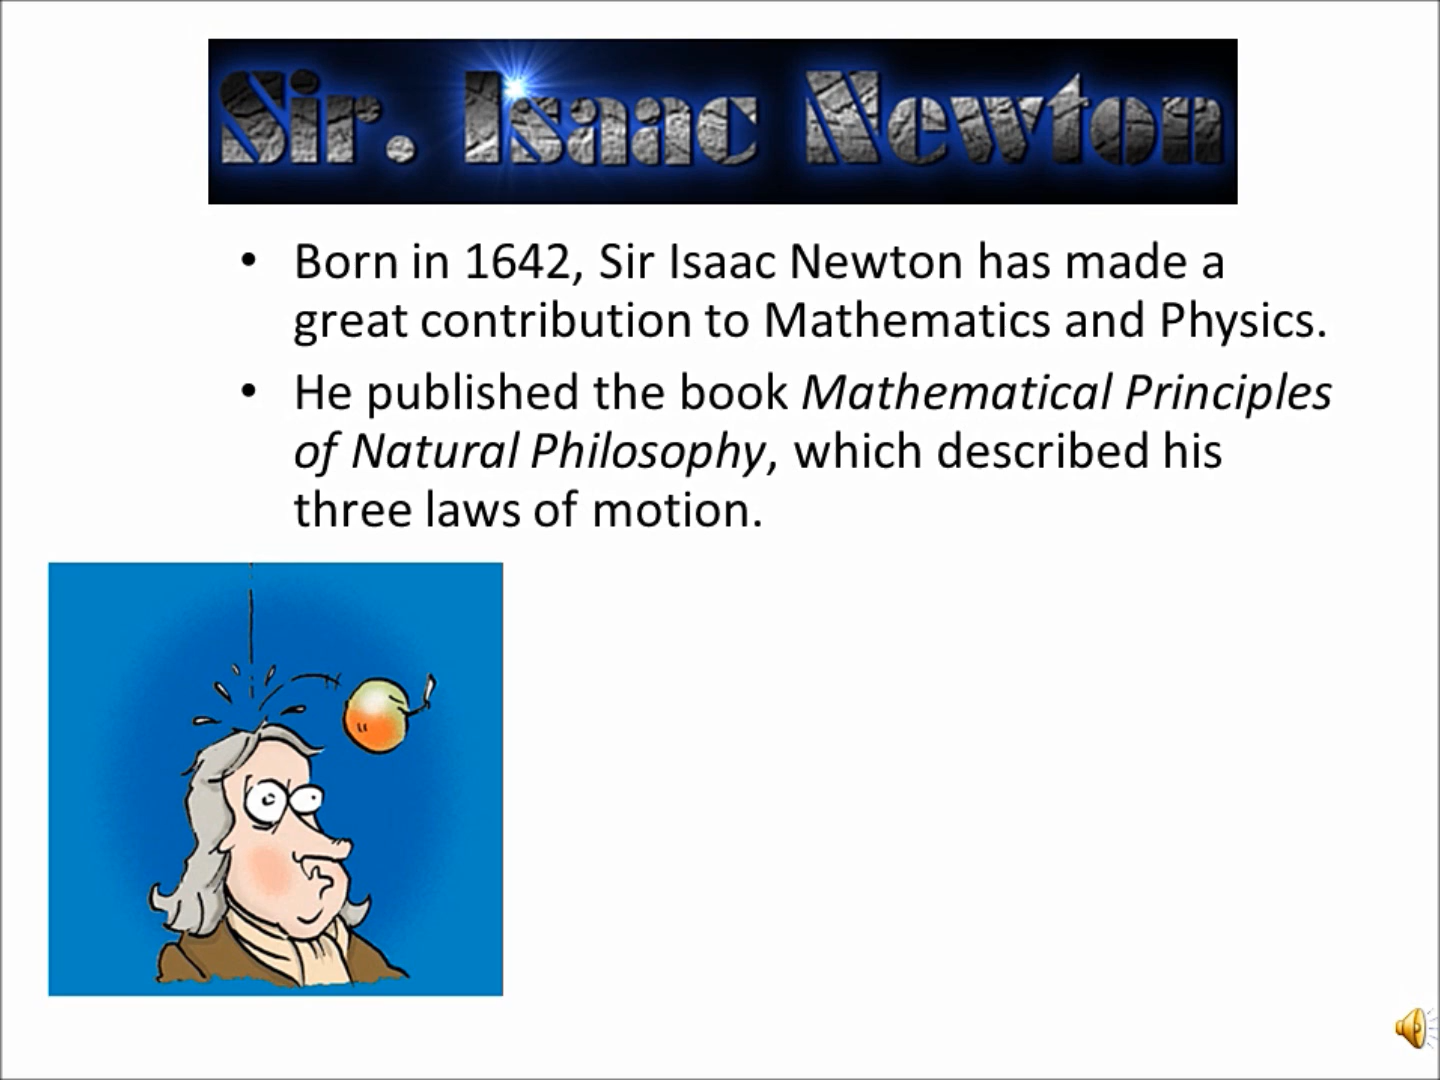 Sir. Isaac Newton
• Born in 1642, Sir Isaac Newton has made a
great contribution to Mathematics and Physics.
• He published the book Mathematical Principles
of Natural Philosophy, which described his
three laws of motion.